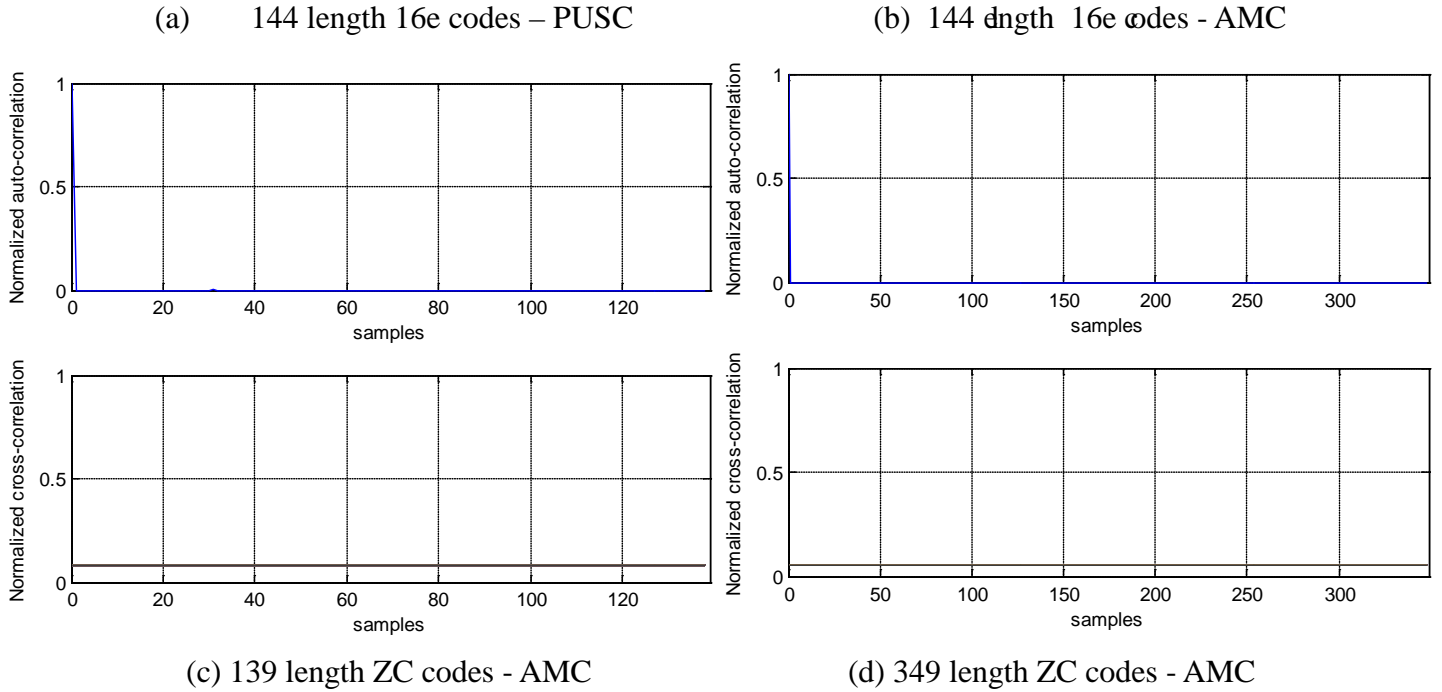 (a) 144 length 16e codes – PUSC
(b) 144 length 16e codes - AMC
Normalized auto-correlation
1
0.5
0
0 20 40 60 80 100 120
samples
Normalized auto-correlation
1
0.5
0
0 50 100 150 200 250 300
samples
Normalized cross-correlation
1
0.5
0
0 20 40 60 80 100 120
samples
Normalized cross-correlation
1
0.5
0
0 50 100 150 200 250 300
samples
(c) 139 length ZC codes - AMC
(d) 349 length ZC codes - AMC